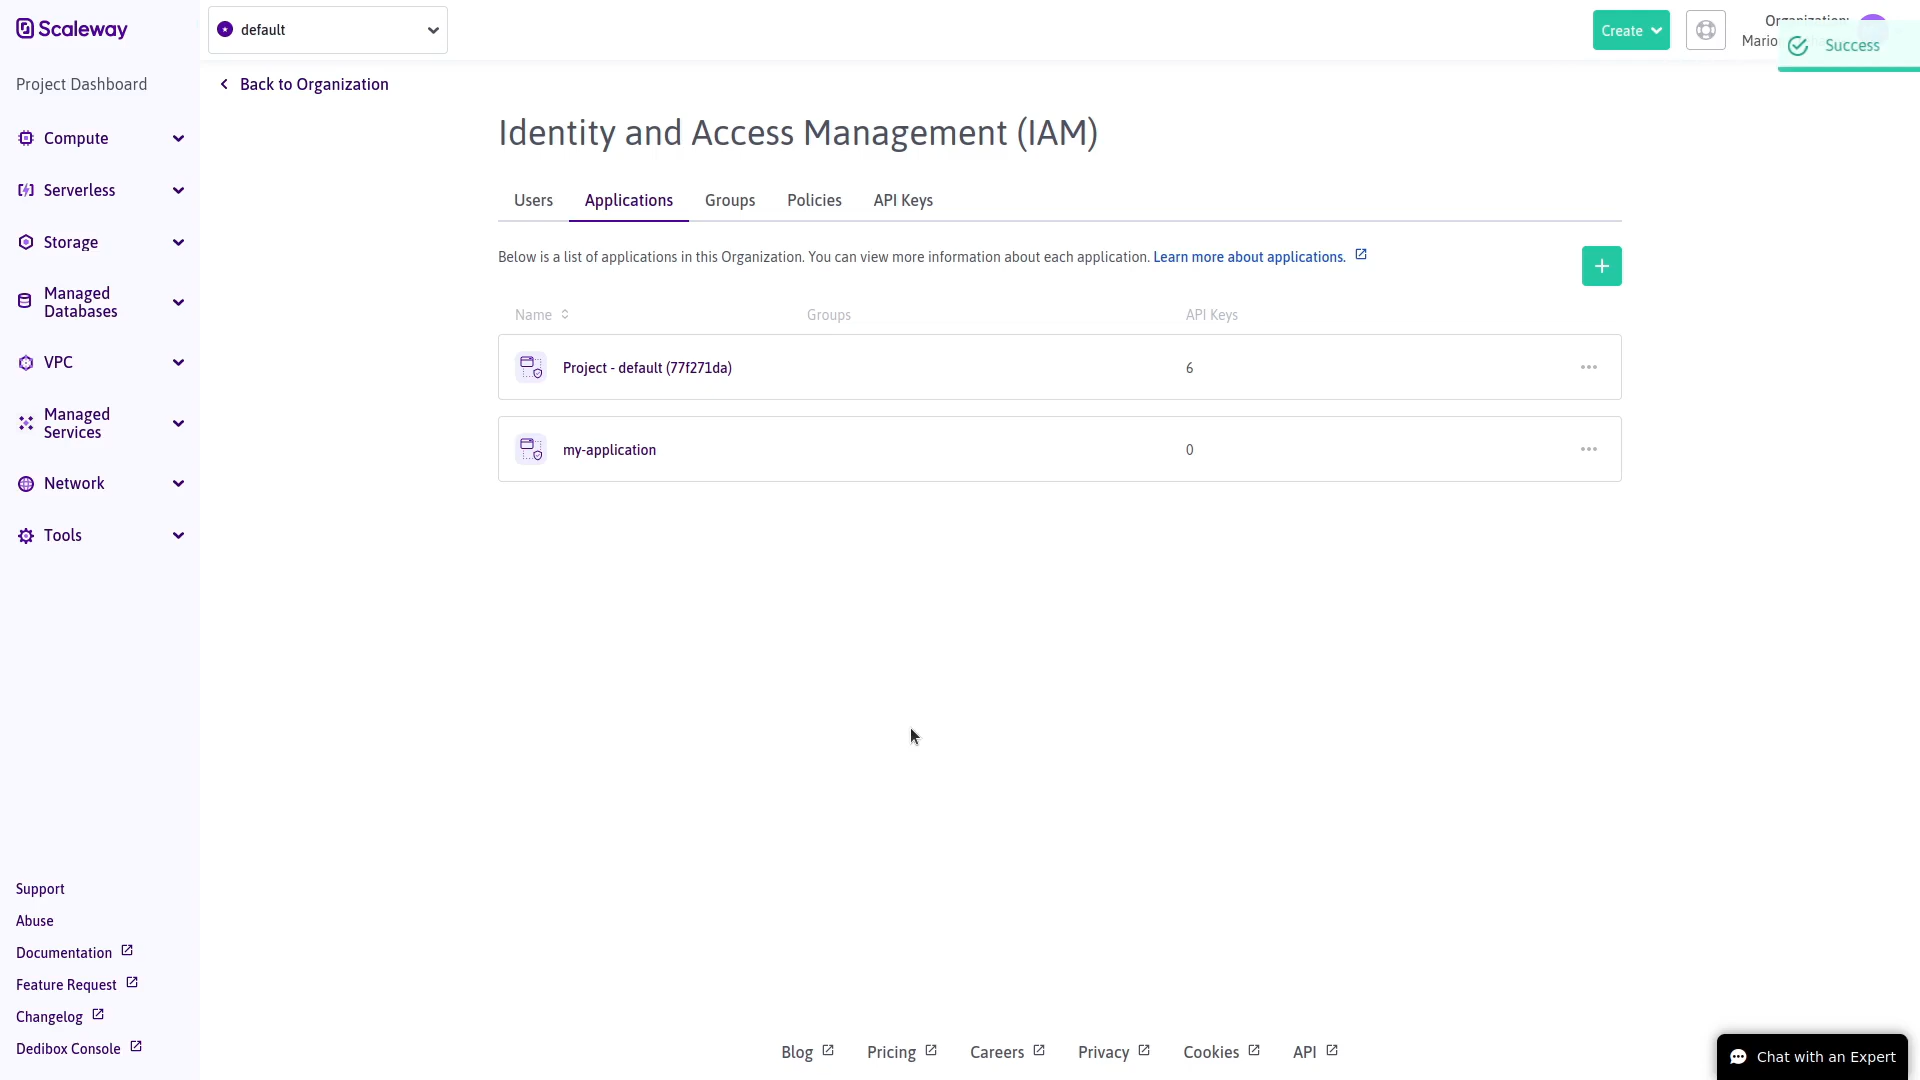 Scaleway
default
Create
Organization:
Mario
Success
Project Dashboard
Compute
Serverless
Storage
Managed
Databases
VPC
Managed
Services
Network
Tools
Support
Abuse
Documentation
Feature Request
Changelog
Dedibox Console
Back to Organization
Identity and Access Management (IAM)
Users Applications Groups Policies API Keys
Below is a list of applications in this Organization. You can view more information about each application. Learn more about applications.
Name Groups API Keys
Project - default (77f271da) 6
my-application 0
Blog Pricing Careers Privacy Cookies API
Chat with an Expert